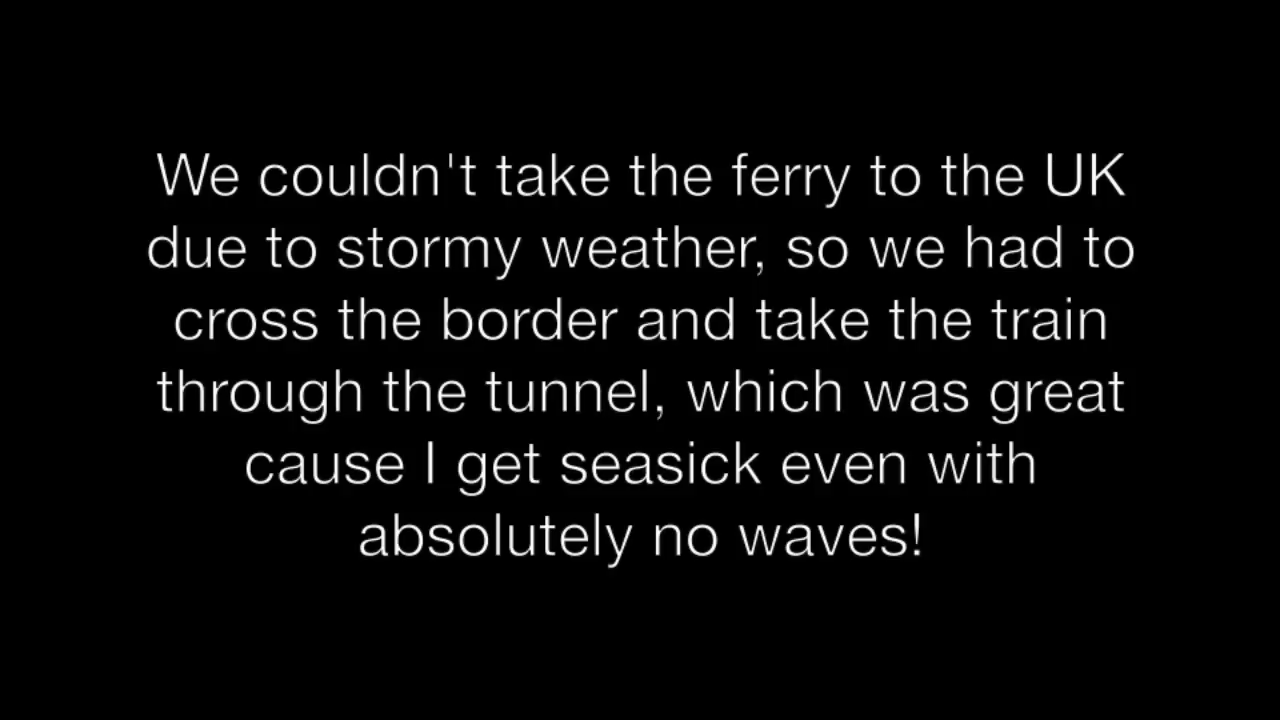 We couldn't take the ferry to the UK
due to stormy weather, so we had to
cross the border and take the train
through the tunnel, which was great
cause I get seasick even with
absolutely no waves!